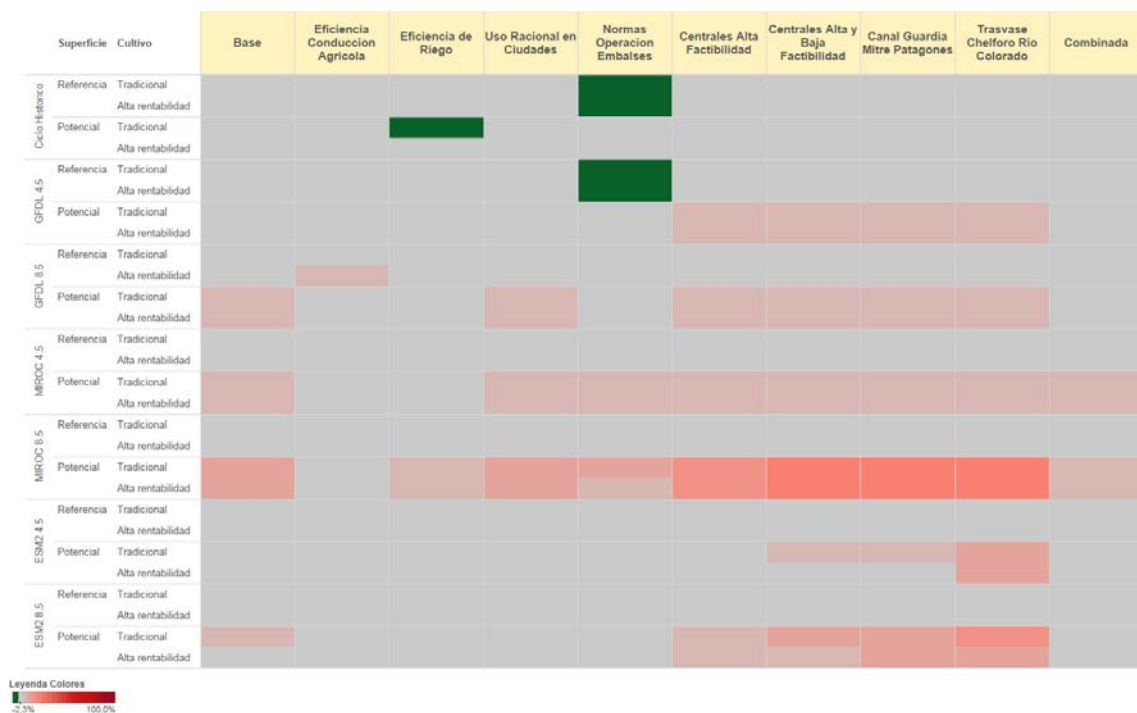 Superficie Cultivo
Base
Eficiencia
Conduccion
Agricola
Eficiencia de
Riego
Uso Racional en
Ciudades
Normas
Operacion
Embalses
Centrales Alta
Factibilidad
Centrales Alta y
Baja
Factibilidad
Canal Guardia
Mitre Patagones
Trasvase
Chelforo Rio
Colorado
Combinada
Ciclo Historico
Referencia Tradicional
Alta rentabilidad
Potencial Tradicional
Alta rentabilidad
GFDL 4.5
Referencia Tradicional
Alta rentabilidad
Potencial Tradicional
Alta rentabilidad
GFDL 8.5
Referencia Tradicional
Alta rentabilidad
Potencial Tradicional
Alta rentabilidad
MIROC 4.5
Referencia Tradicional
Alta rentabilidad
Potencial Tradicional
Alta rentabilidad
MIROC 8.5
Referencia Tradicional
Alta rentabilidad
Potencial Tradicional
Alta rentabilidad
ESM2 4.5
Referencia Tradicional
Alta rentabilidad
Potencial Tradicional
Alta rentabilidad
ESM2 8.5
Referencia Tradicional
Alta rentabilidad
Potencial Tradicional
Alta rentabilidad
Leyenda Colores
-2,3% 100,0%